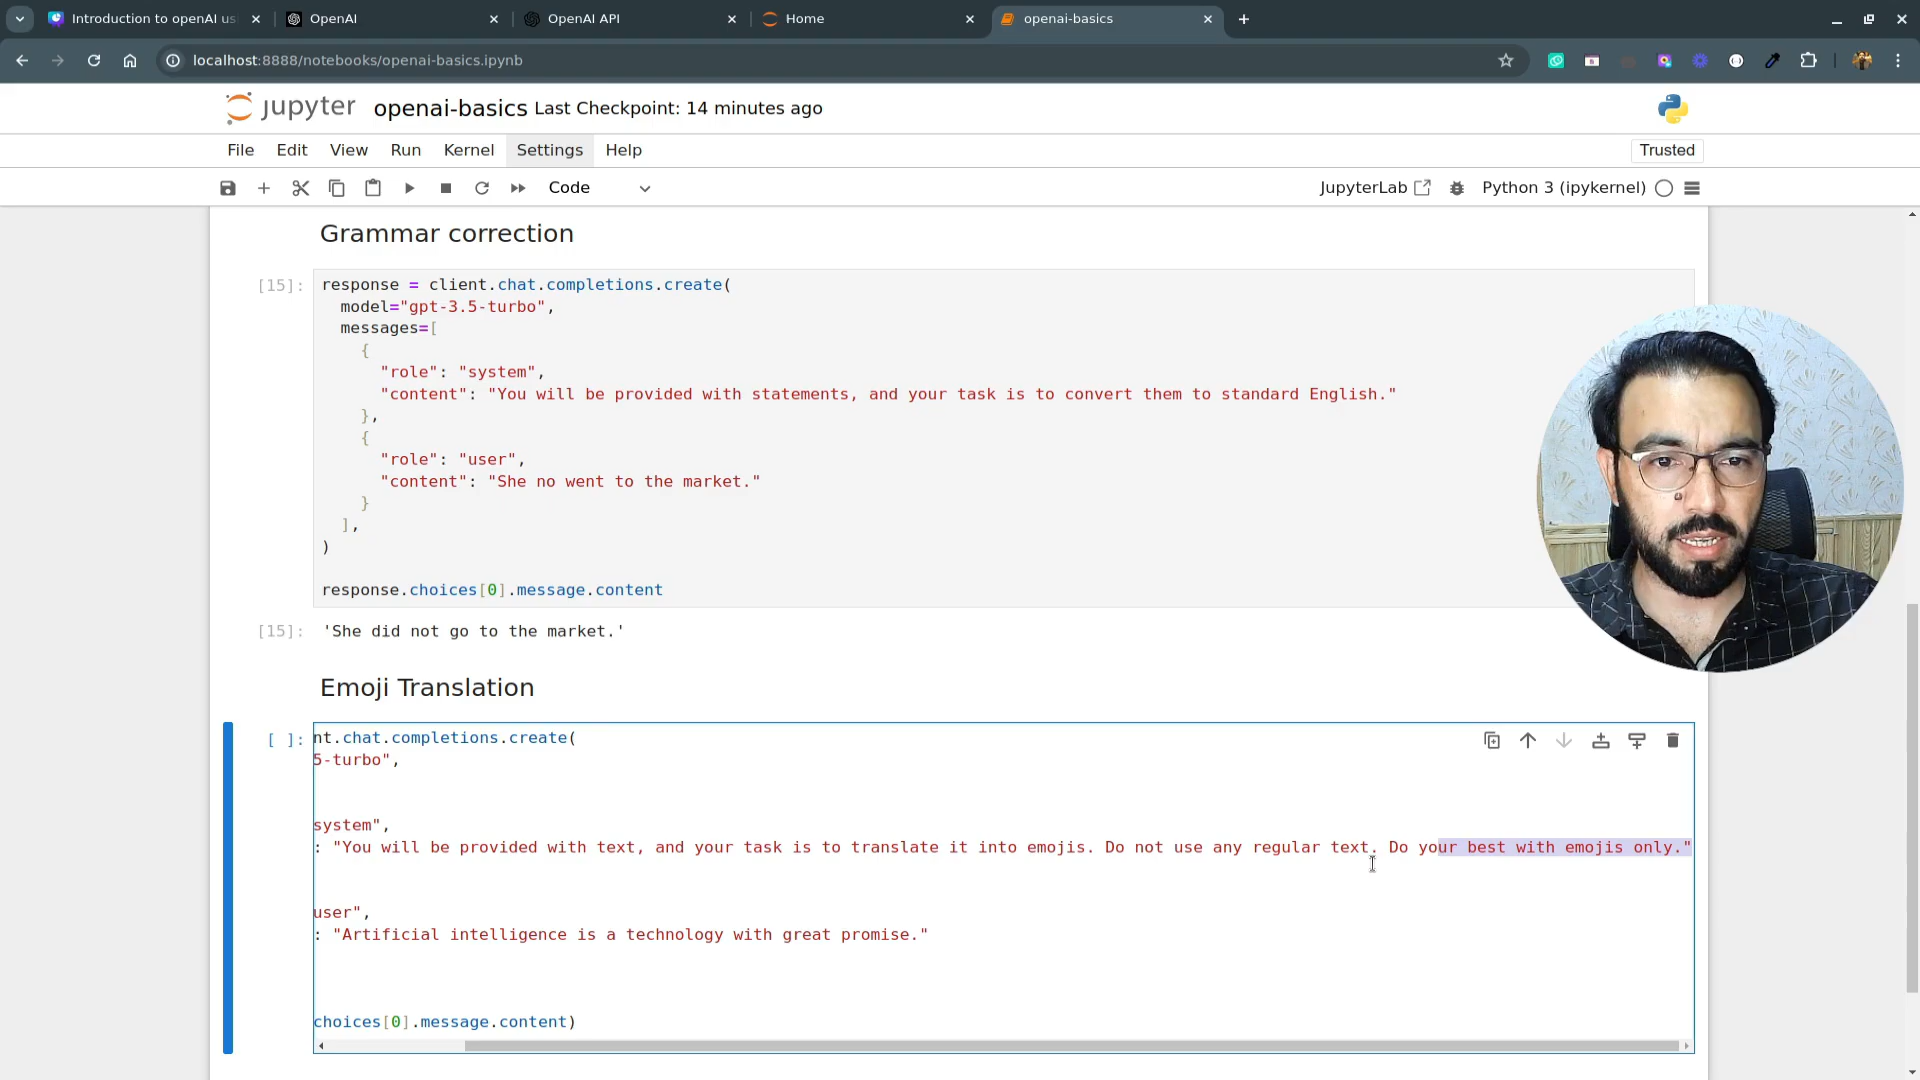 Introduction to openAI us
OpenAI
OpenAI API
Home
openai-basics
localhost:8888/notebooks/openai-basics.ipynb
jupyter openai-basics Last Checkpoint: 14 minutes ago
File Edit View Run Kernel Settings Help
Trusted
Code
JupyterLab
Python 3 (ipykernel)
Grammar correction
[15]: response = client.chat.completions.create(
model="gpt-3.5-turbo",
messages=[
{
"role": "system",
"content": "You will be provided with statements, and your task is to convert them to standard English."
},
{
"role": "user",
"content": "She no went to the market."
}
],
)
response.choices[0].message.content
[15]: 'She did not go to the market.'
Emoji Translation
[ ]: nt.chat.completions.create(
5-turbo",
system",
: "You will be provided with text, and your task is to translate it into emojis. Do not use any regular text. Do your best with emojis only."
user",
: "Artificial intelligence is a technology with great promise."
choices[0].message.content)